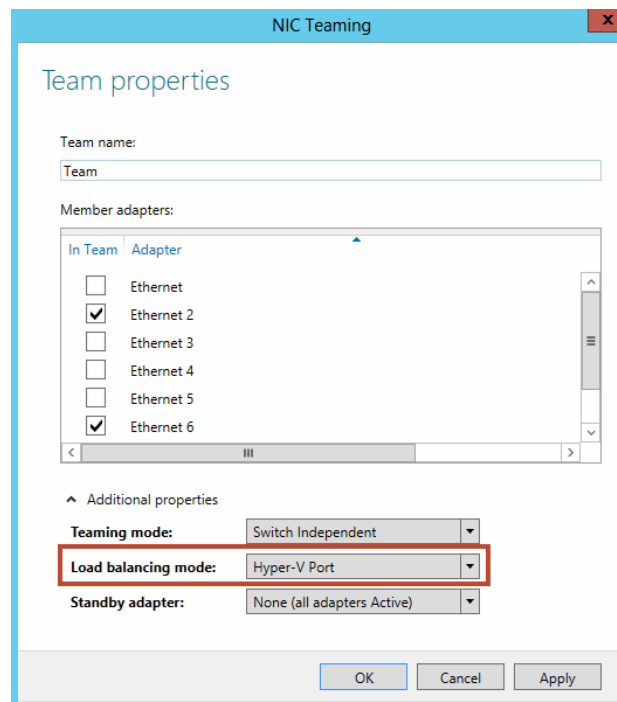 NIC Teaming
x
Team properties
Team name:
Team
Member adapters:
In Team Adapter
Ethernet
Ethernet 2
Ethernet 3
Ethernet 4
Ethernet 5
Ethernet 6
Additional properties
Teaming mode: Switch Independent
Load balancing mode: Hyper-V Port
Standby adapter: None (all adapters Active)
OK Cancel Apply